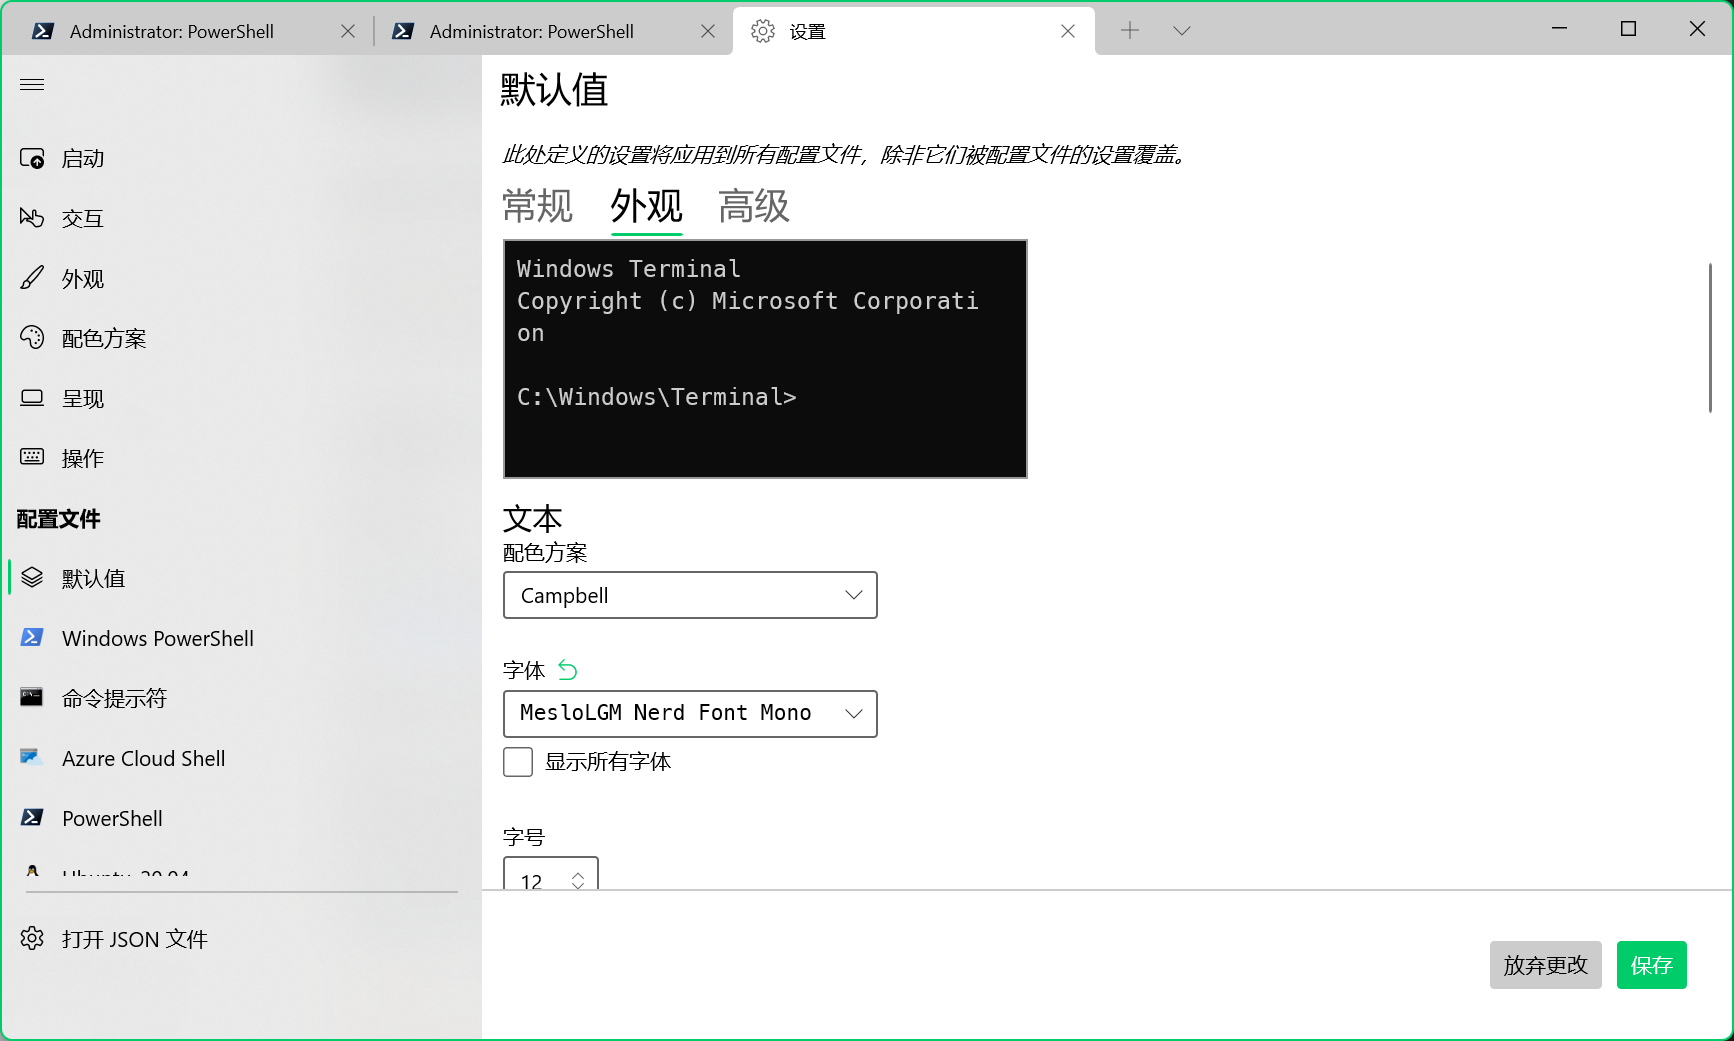 Administrator: PowerShell
Administrator: PowerShell
设置
启动
交互
外观
配色方案
呈现
操作
配置文件
默认值
Windows PowerShell
命令提示符
Azure Cloud Shell
PowerShell
Ubuntu-20.04
打开 JSON 文件
默认值
此处定义的设置将应用到所有配置文件，除非它们被配置文件的设置覆盖。
常规 外观 高级
Windows Terminal
Copyright (c) Microsoft Corporati
on
C:\Windows\Terminal>
文本
配色方案
Campbell
字体
MesloLGM Nerd Font Mono
显示所有字体
字号
12
放弃更改 保存